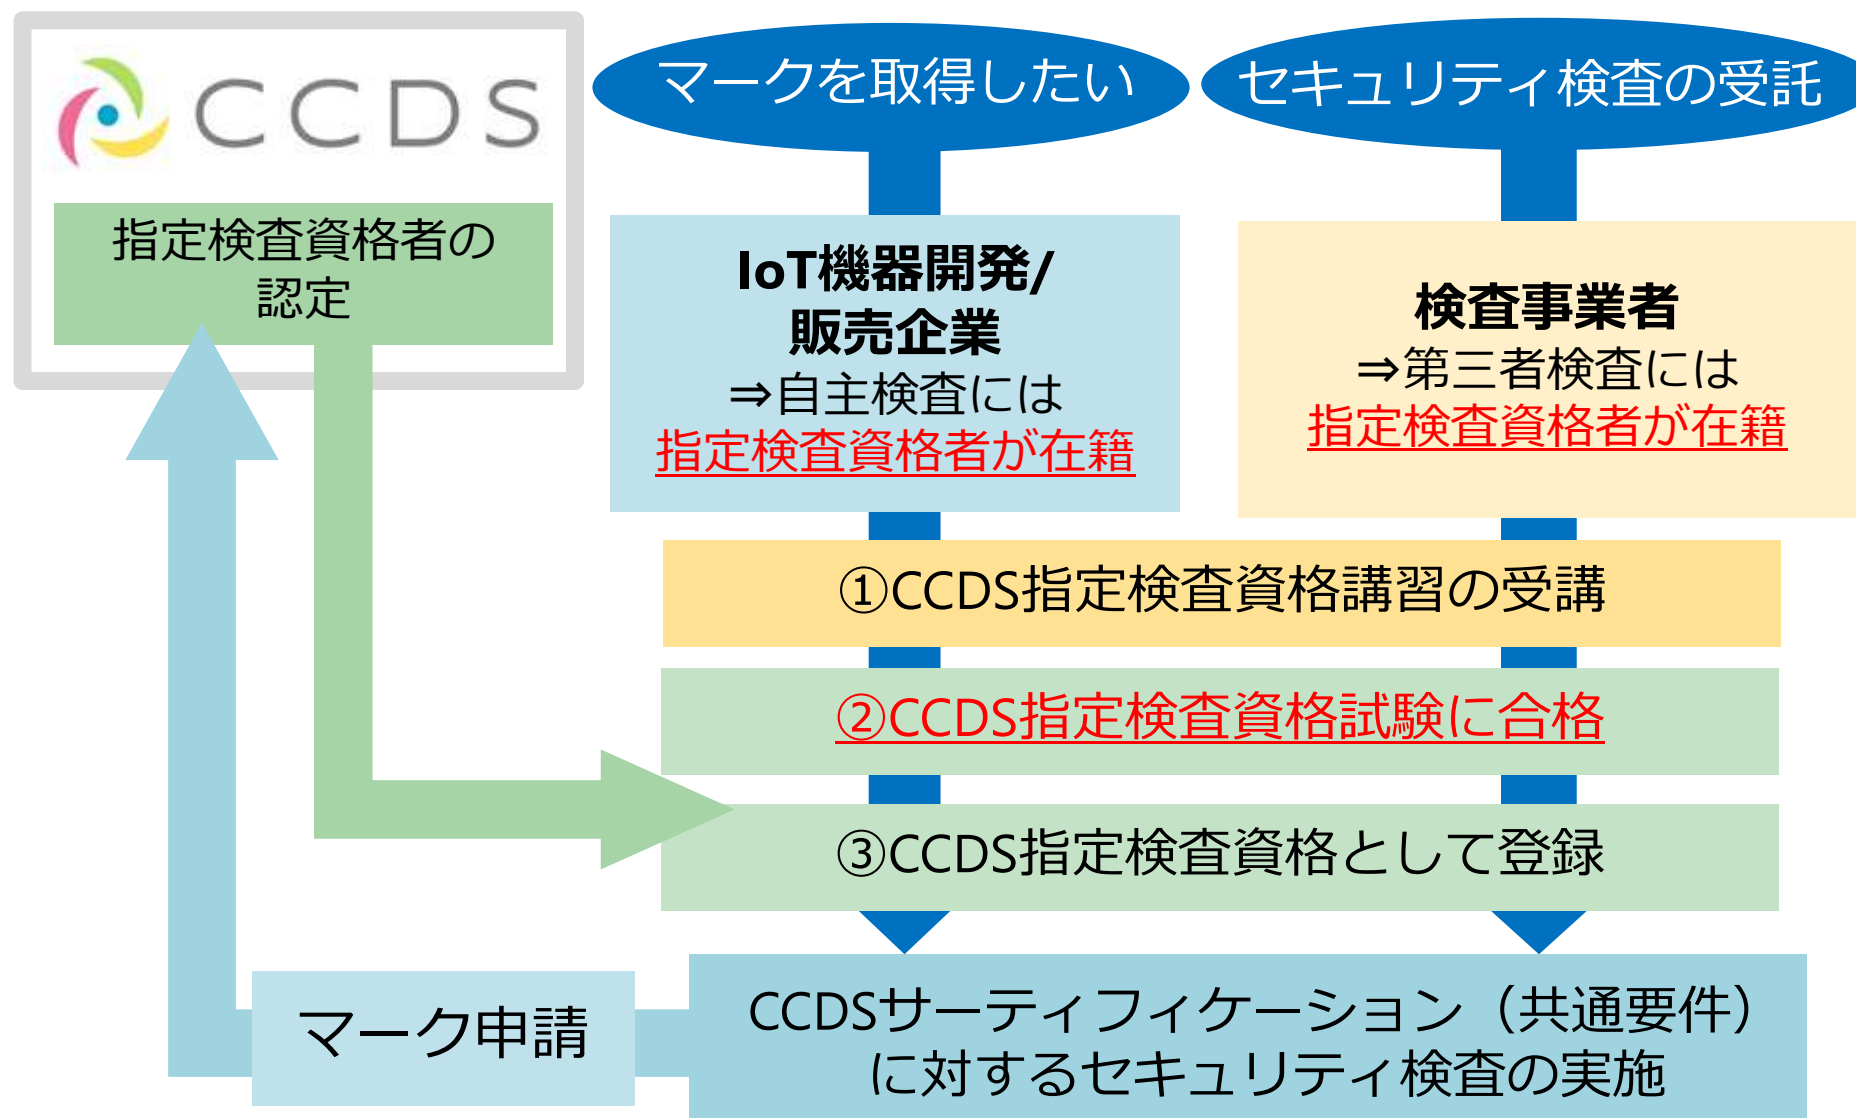 CCDS
指定検査資格者の
認定
マークを取得したい
セキュリティ検査の受託
IoT機器開発/
販売企業
⇒自主検査には
指定検査資格者が在籍
検査事業者
⇒第三者検査には
指定検査資格者が在籍
①CCDS指定検査資格講習の受講
②CCDS指定検査資格試験に合格
③CCDS指定検査資格として登録
CCDSサーティフィケーション（共通要件）
に対するセキュリティ検査の実施
マーク申請